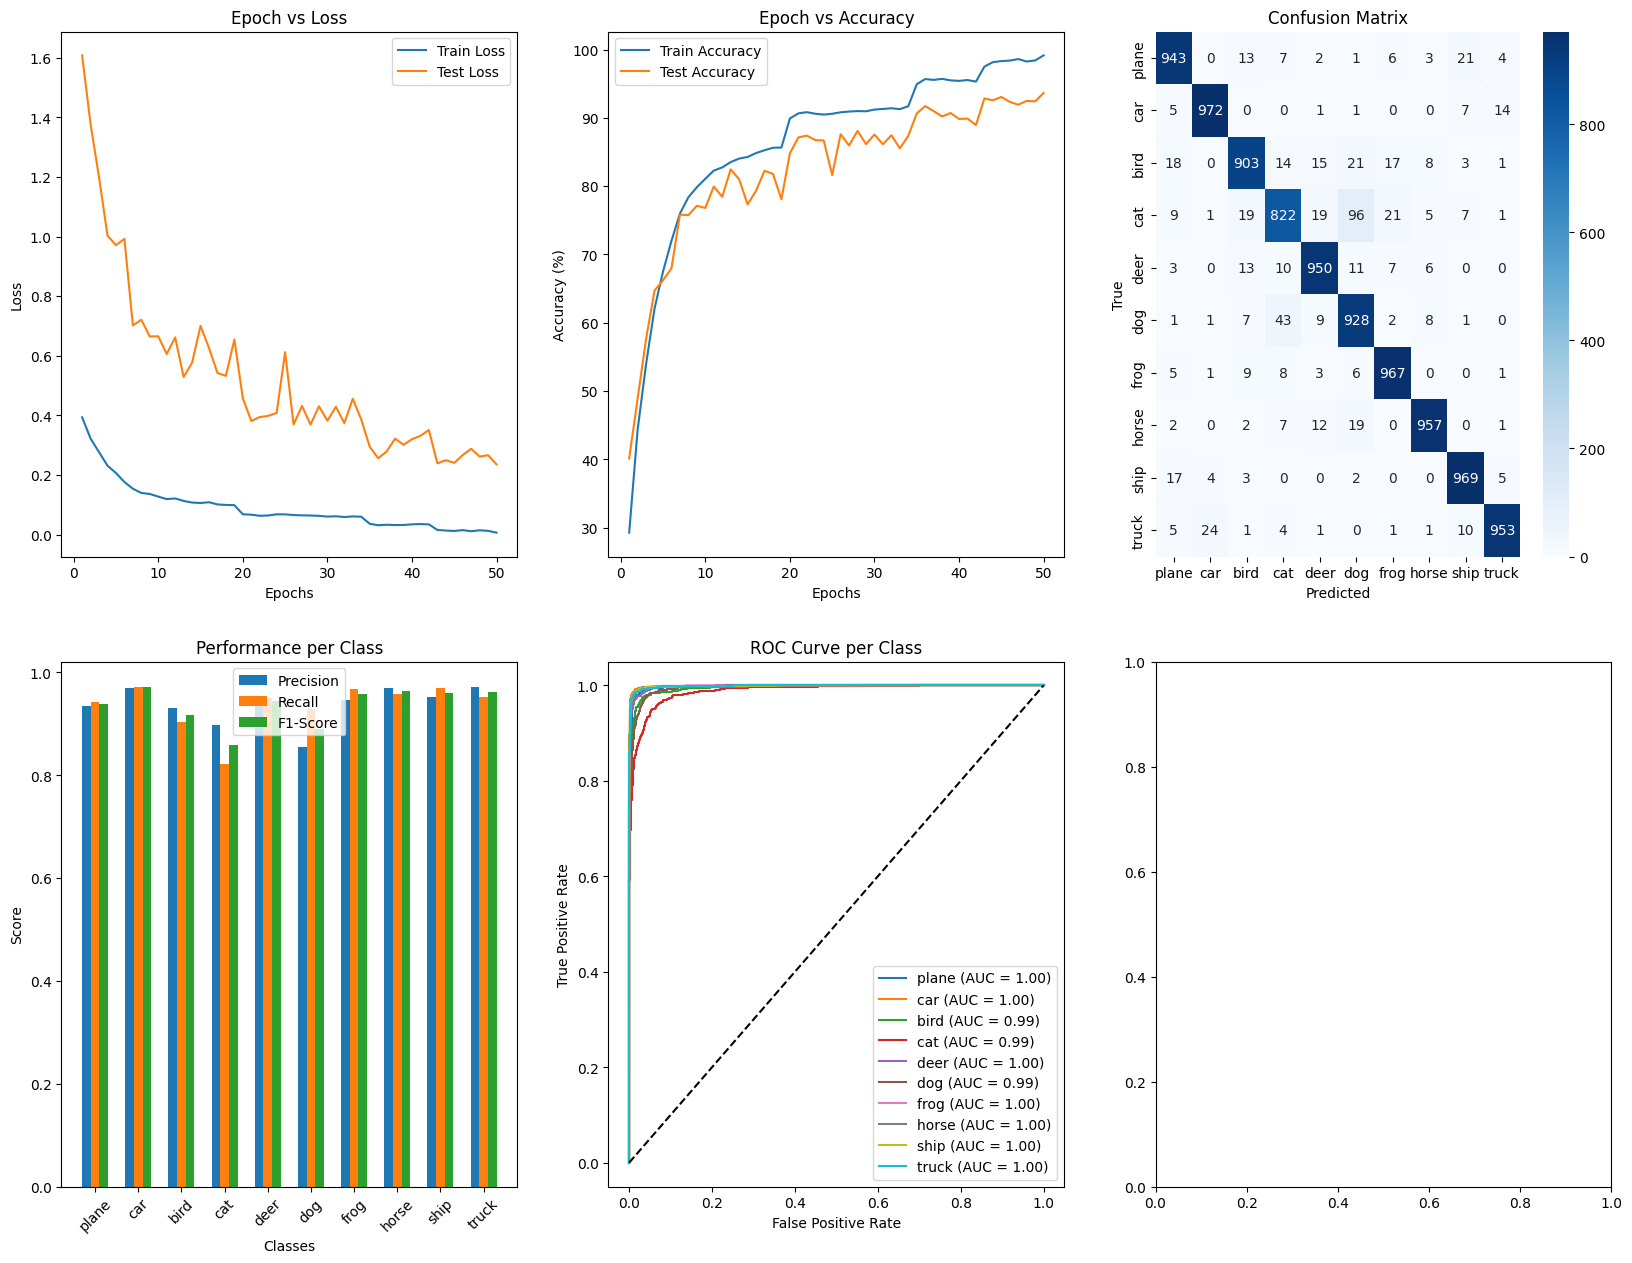 Epoch vs Loss
1.6
1.4
1.2
1.0
0.8
0.6
0.4
0.2
0.0
Loss
Train Loss
Test Loss
0 10 20 30 40 50
Epochs
Epoch vs Accuracy
100
90
80
70
60
50
40
30
Accuracy (%)
Train Accuracy
Test Accuracy
0 10 20 30 40 50
Epochs
Confusion Matrix
True
plane 943 0 13 7 2 1 6 3 21 4
car 5 972 0 0 1 1 0 0 7 14
bird 18 0 903 14 15 21 17 8 3 1
cat 9 1 19 822 19 96 21 5 7 1
deer 3 0 13 10 950 11 7 6 0 0
dog 1 1 7 43 9 928 2 8 1 0
frog 5 1 9 8 3 6 967 0 0 1
horse 2 0 2 7 12 19 0 957 0 1
ship 17 4 3 0 0 2 0 0 969 5
truck 5 24 1 4 1 0 1 1 10 953
plane car bird cat deer dog frog horse ship truck
Predicted
800
600
400
200
0
Performance per Class
1.0
0.8
0.6
0.4
0.2
0.0
Score
Precision
Recall
F1-Score
plane car bird cat deer dog frog horse ship truck
Classes
ROC Curve per Class
1.0
0.8
0.6
0.4
0.2
0.0
True Positive Rate
plane (AUC = 1.00)
car (AUC = 1.00)
bird (AUC = 0.99)
cat (AUC = 0.99)
deer (AUC = 1.00)
dog (AUC = 0.99)
frog (AUC = 1.00)
horse (AUC = 1.00)
ship (AUC = 1.00)
truck (AUC = 1.00)
0.0 0.2 0.4 0.6 0.8 1.0
False Positive Rate
1.0
0.8
0.6
0.4
0.2
0.0
0.0 0.2 0.4 0.6 0.8 1.0